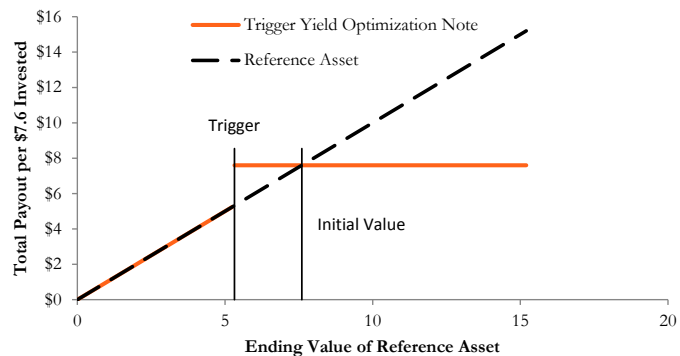 $16
$14
$12
$10
$8
$6
$4
$2
$0
Total Payout per $7.6 Invested
Trigger Yield Optimization Note
Reference Asset
Trigger
Initial Value
0
5
10
15
20
Ending Value of Reference Asset